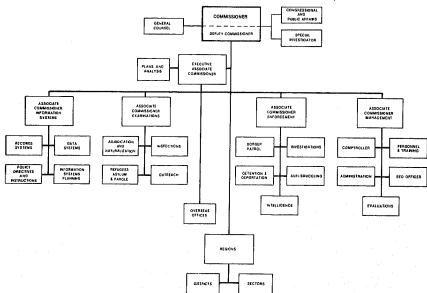 COMMISSIONER
DEPUTY COMMISSIONER
GENERAL
COUNSEL
CONGRESSIONAL
AND
PUBLIC AFFAIRS
SPECIAL
INVESTIGATOR
PLANS AND
ANALYSIS
EXECUTIVE
ASSOCIATE
COMMISSIONER
ASSOCIATE
COMMISSIONER
INFORMATION
SYSTEMS
ASSOCIATE
COMMISSIONER
EXAMINATIONS
ASSOCIATE
COMMISSIONER
ENFORCEMENT
ASSOCIATE
COMMISSIONER
MANAGEMENT
RECORDS
SYSTEMS
DATA
SYSTEMS
POLICY
DIRECTIVES
AND
INSTRUCTIONS
INFORMATION
SYSTEMS
PLANNING
ADJUDICATION
AND
NATURALIZATION
INSPECTIONS
REFUGEE
ASYLUM
& PAROLE
OUTREACH
BORDER
PATROL
INVESTIGATIONS
DETENTION &
DEPORTATION
ANTI-SMUGGLING
INTELLIGENCE
COMPTROLLER
PERSONNEL
& TRAINING
ADMINISTRATION
EEO OFFICES
EVALUATIONS
OVERSEAS
OFFICES
REGIONS
DISTRICTS
SECTORS